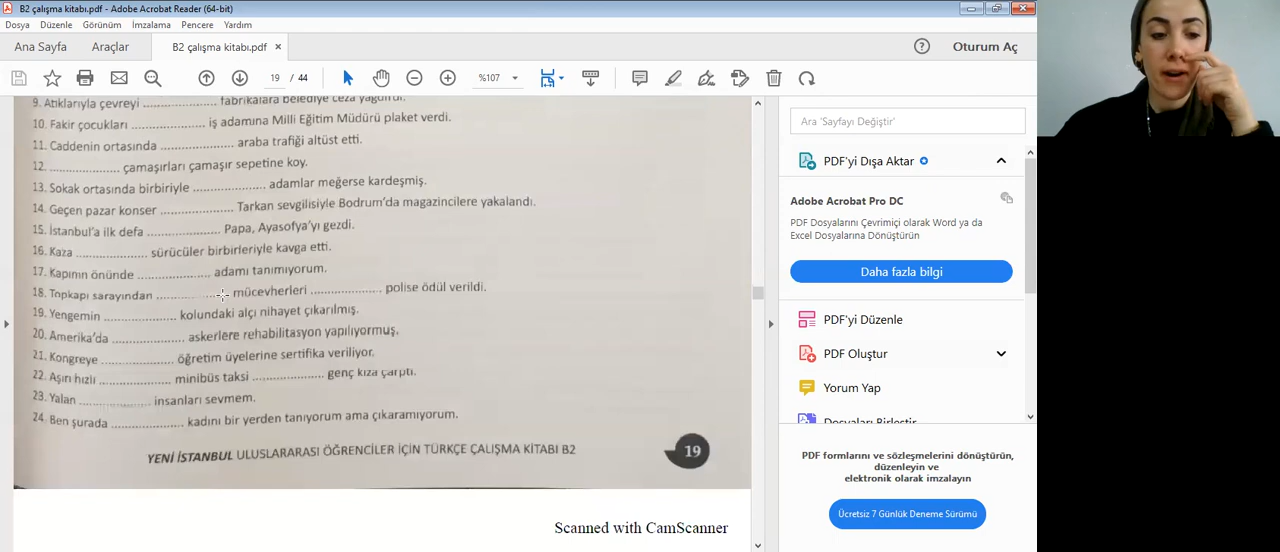 B2 çalışma kitabı.pdf - Adobe Acrobat Reader (64-bit)
Dosya Düzenle Görünüm İmzalama Pencere Yardım
Ana Sayfa Araçlar B2 çalışma kitabı.pdf × Oturum Aç
19 / 44 %107
9. Atıklarıyla çevreyi .................... fabrikalara belediye ceza yağdırdı.
10. Fakir çocukları .................... iş adamına Milli Eğitim Müdürü plaket verdi.
11. Caddenin ortasında .................... araba trafiği altüst etti.
12. .................... çamaşırları çamaşır sepetine koy.
13. Sokak ortasında birbiriyle .................... adamlar meğerse kardeşmiş.
14. Geçen pazar konser .................... Tarkan sevgilisiyle Bodrum'da magazincilere yakalandı.
15. İstanbul'a ilk defa .................... Papa, Ayasofya'yı gezdi.
16. Kaza .................... sürücüler birbirleriyle kavga etti.
17. Kapımın önünde .................... adamı tanımıyorum.
18. Topkapı sarayından .................... mücevherleri .................... polise ödül verildi.
19. Yengemin .................... kolundaki alçı nihayet çıkarılmış.
20. Amerika'da .................... askerlere rehabilitasyon yapılıyormuş.
21. Kongreye .................... öğretim üyelerine sertifika veriliyor.
22. Aşırı hızlı .................... minibüs taksi .................... genç kıza çarptı.
23. Yalan .................... insanları sevmem.
24. Ben şurada .................... kadını bir yerden tanıyorum ama çıkaramıyorum.
YENİ İSTANBUL ULUSLARARASI ÖĞRENCİLER İÇİN TÜRKÇE ÇALIŞMA KİTABI B2 19
Scanned with CamScanner
Ara 'Sayfayı Değiştir'
PDF'yi Dışa Aktar
Adobe Acrobat Pro DC
PDF Dosyalarını Çevrimiçi olarak Word ya da
Excel Dosyalarına Dönüştürün
Daha fazla bilgi
PDF'yi Düzenle
PDF Oluştur
Yorum Yap
Dosyaları Birleştir
PDF formlarını ve sözleşmelerini dönüştürün,
düzenleyin ve
elektronik olarak imzalayın
Ücretsiz 7 Günlük Deneme Sürümü